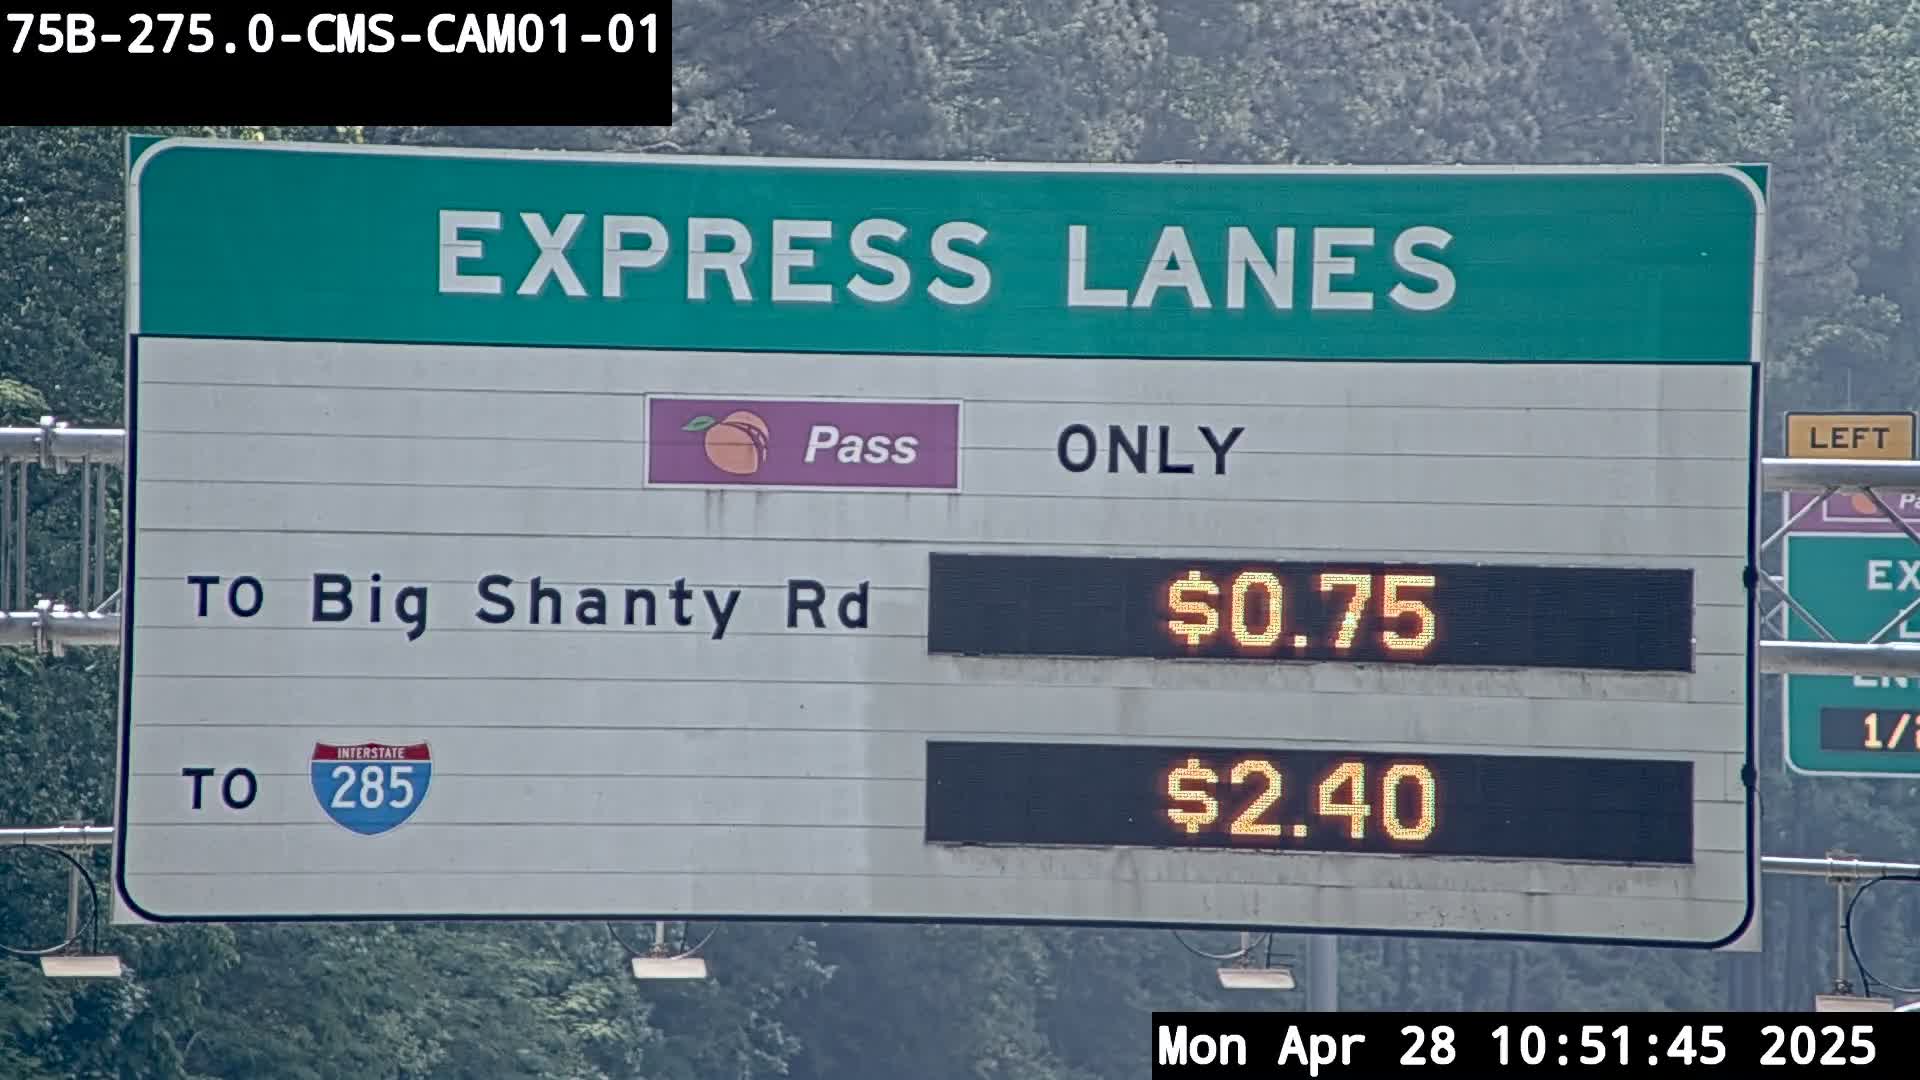 75B-275.0-CMS-CAM01-01
EXPRESS LANES
Pass ONLY
TO Big Shanty Rd $0.75
TO INTERSTATE 285 $2.40
LEFT
Mon Apr 28 10:51:45 2025